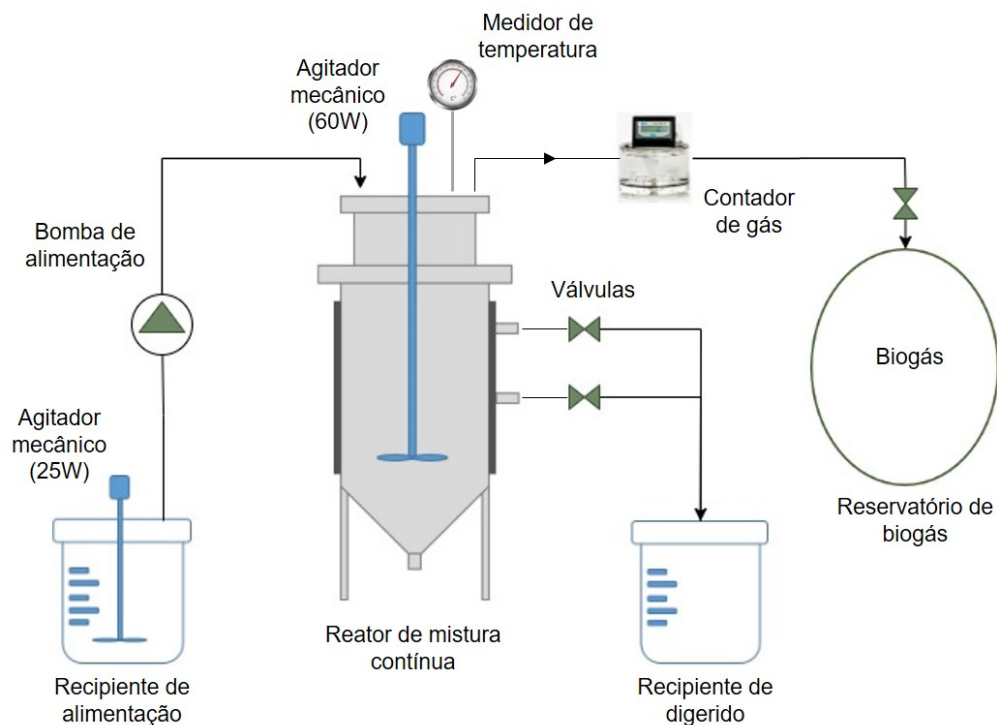 Medidor de
temperatura
Agitador
mecânico
(60W)
Contador
de gás
Bomba de
alimentação
Válvulas
Biogás
Agitador
mecânico
(25W)
Reservatório de
biogás
Reator de mistura
contínua
Recipiente de
alimentação
Recipiente de
digerido